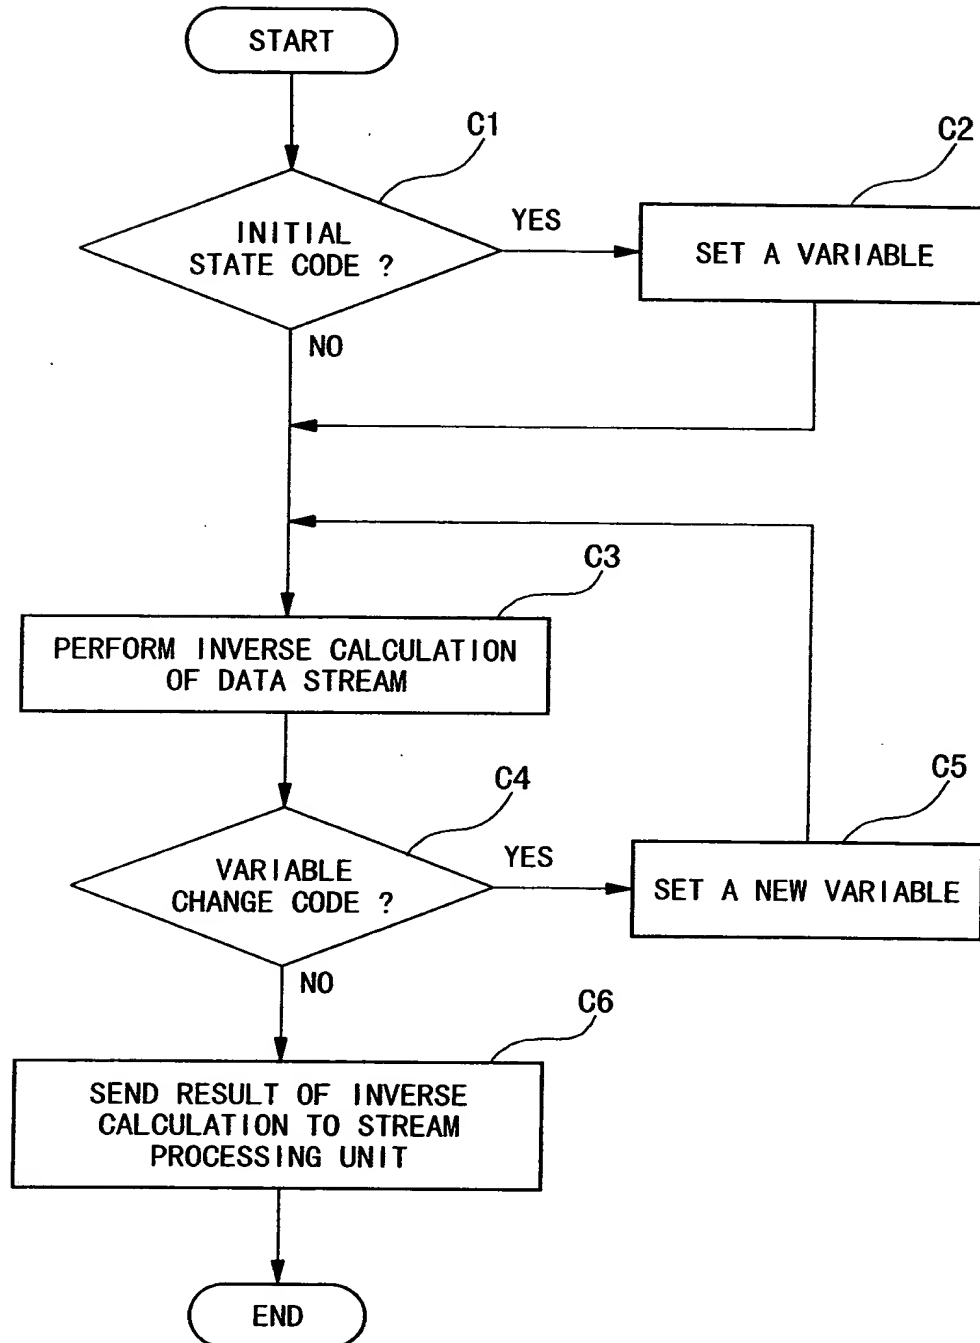 START
C1
C2
INITIAL
STATE CODE ?
YES
SET A VARIABLE
NO
C3
PERFORM INVERSE CALCULATION
OF DATA STREAM
C4
C5
VARIABLE
CHANGE CODE ?
YES
SET A NEW VARIABLE
NO
C6
SEND RESULT OF INVERSE
CALCULATION TO STREAM
PROCESSING UNIT
END